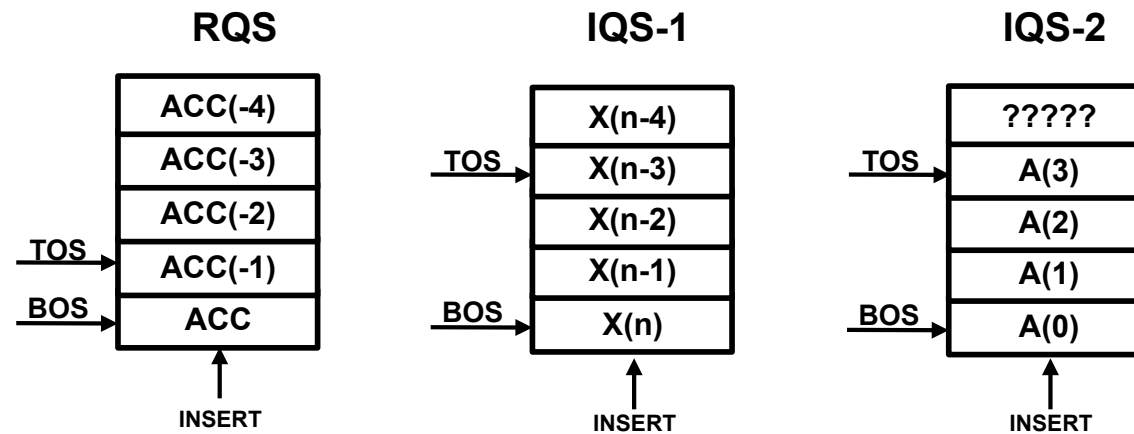 RQS
ACC(-4)
ACC(-3)
ACC(-2)
TOS
ACC(-1)
BOS
ACC
INSERT
IQS-1
X(n-4)
TOS
X(n-3)
X(n-2)
X(n-1)
BOS
X(n)
INSERT
IQS-2
?????
TOS
A(3)
A(2)
A(1)
BOS
A(0)
INSERT